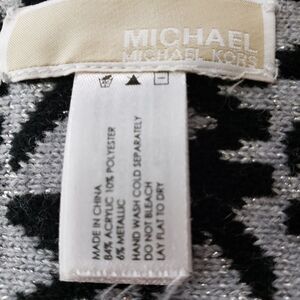 MICHAEL
MICHAEL KORS
MADE IN CHINA
84% ACRYLIC 10% POLYESTER
6% METALLIC
HAND WASH COLD SEPARATELY
DO NOT BLEACH
LAY FLAT TO DRY